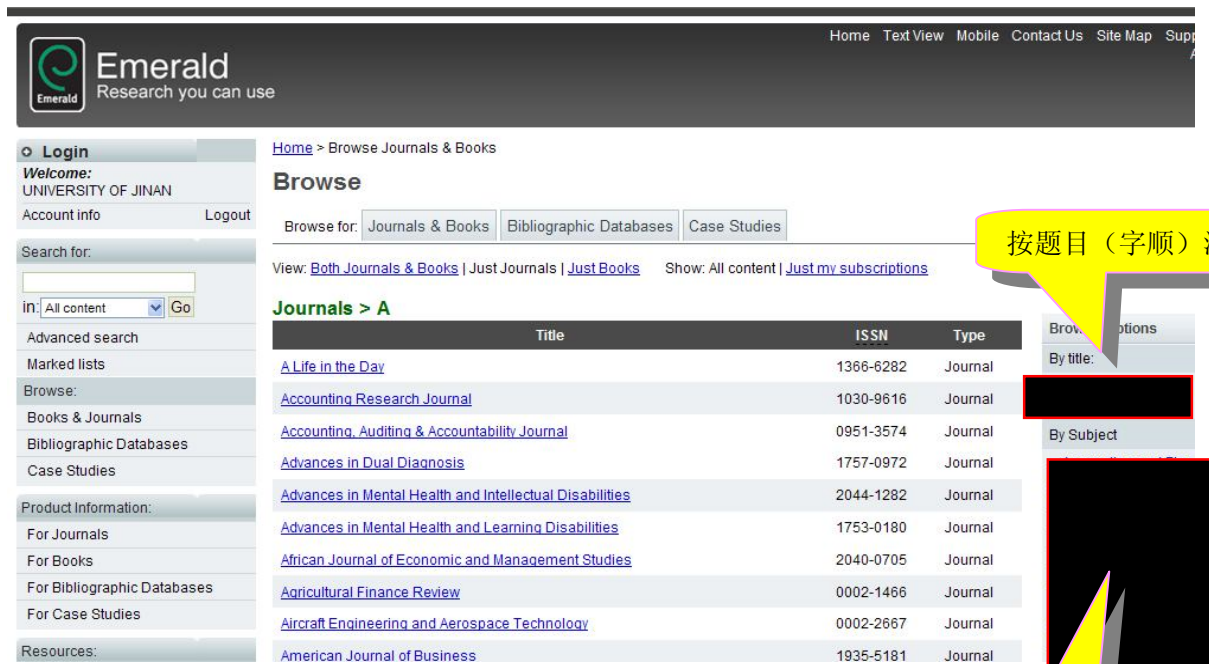 Home Text View Mobile Contact Us Site Map
Emerald
Emerald
Research you can use
Login
Welcome:
UNIVERSITY OF JINAN
Account info Logout
Search for:
in: All content Go
Advanced search
Marked lists
Browse:
Books & Journals
Bibliographic Databases
Case Studies
Product Information:
For Journals
For Books
For Bibliographic Databases
For Case Studies
Resources:
Home > Browse Journals & Books
Browse
Browse for: Journals & Books Bibliographic Databases Case Studies
View: Both Journals & Books | Just Journals | Just Books Show: All content | Just my subscriptions
Journals > A
Title ISSN Type
A Life in the Day 1366-6282 Journal
Accounting Research Journal 1030-9616 Journal
Accounting, Auditing & Accountability Journal 0951-3574 Journal
Advances in Dual Diagnosis 1757-0972 Journal
Advances in Mental Health and Intellectual Disabilities 2044-1282 Journal
Advances in Mental Health and Learning Disabilities 1753-0180 Journal
African Journal of Economic and Management Studies 2040-0705 Journal
Agricultural Finance Review 0002-1466 Journal
Aircraft Engineering and Aerospace Technology 0002-2667 Journal
American Journal of Business 1935-5181 Journal
按题目（字顺）
By title:
By Subject